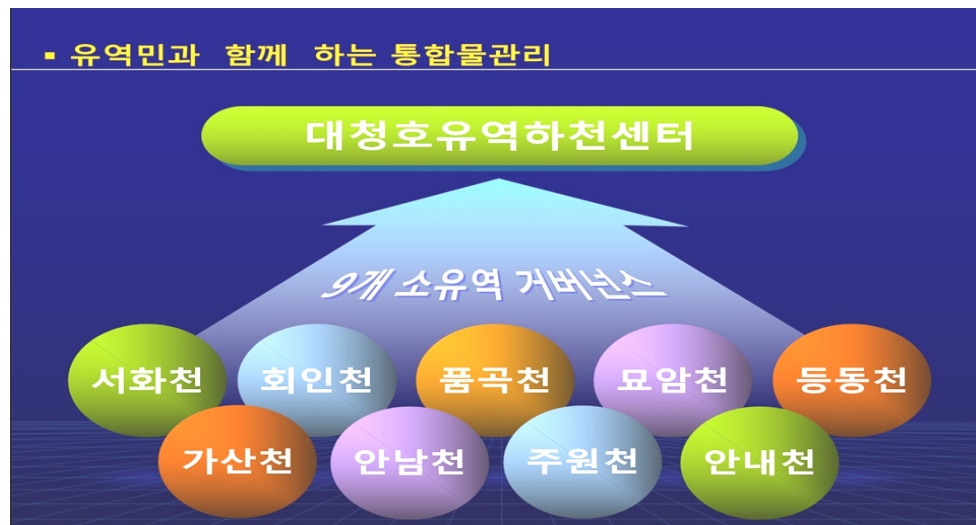 ▪ 유역민과 함께 하는 통합물관리
대청호유역하천센터
9개 소유역 거버넌스
서화천 회인천 품곡천 묘암천 등동천
가산천 안남천 주원천 안내천